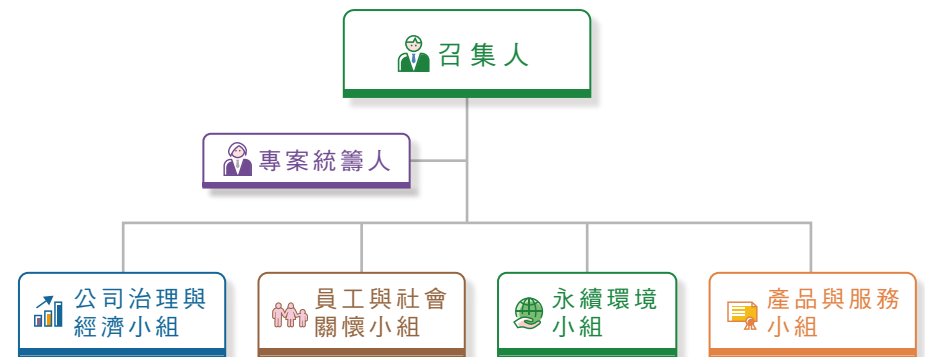 召集人
專案統籌人
公司治理與
經濟小組
員工與社會
關懷小組
永續環境
小組
產品與服務
小組